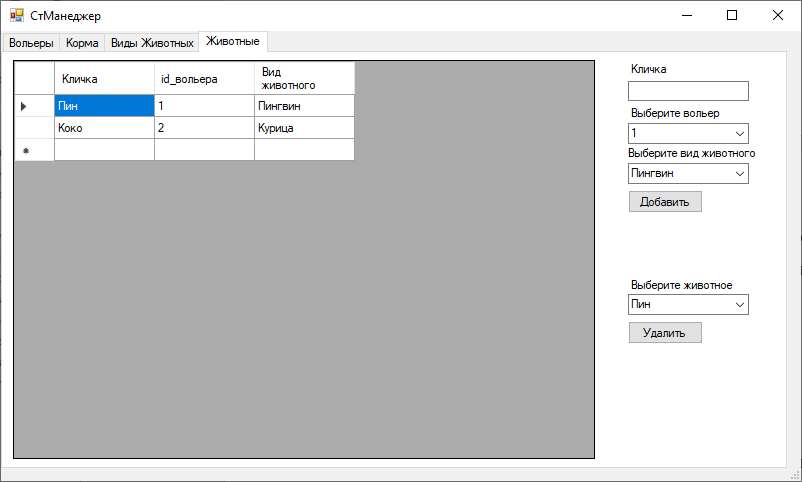 СтМанеджер
Вольеры Корма Виды Животных Животные
Кличка id_вольера Вид животного
Пин 1 Пингвин
Коко 2 Курица
Кличка
Выберите вольер
1
Выберите вид животного
Пингвин
Добавить
Выберите животное
Пин
Удалить